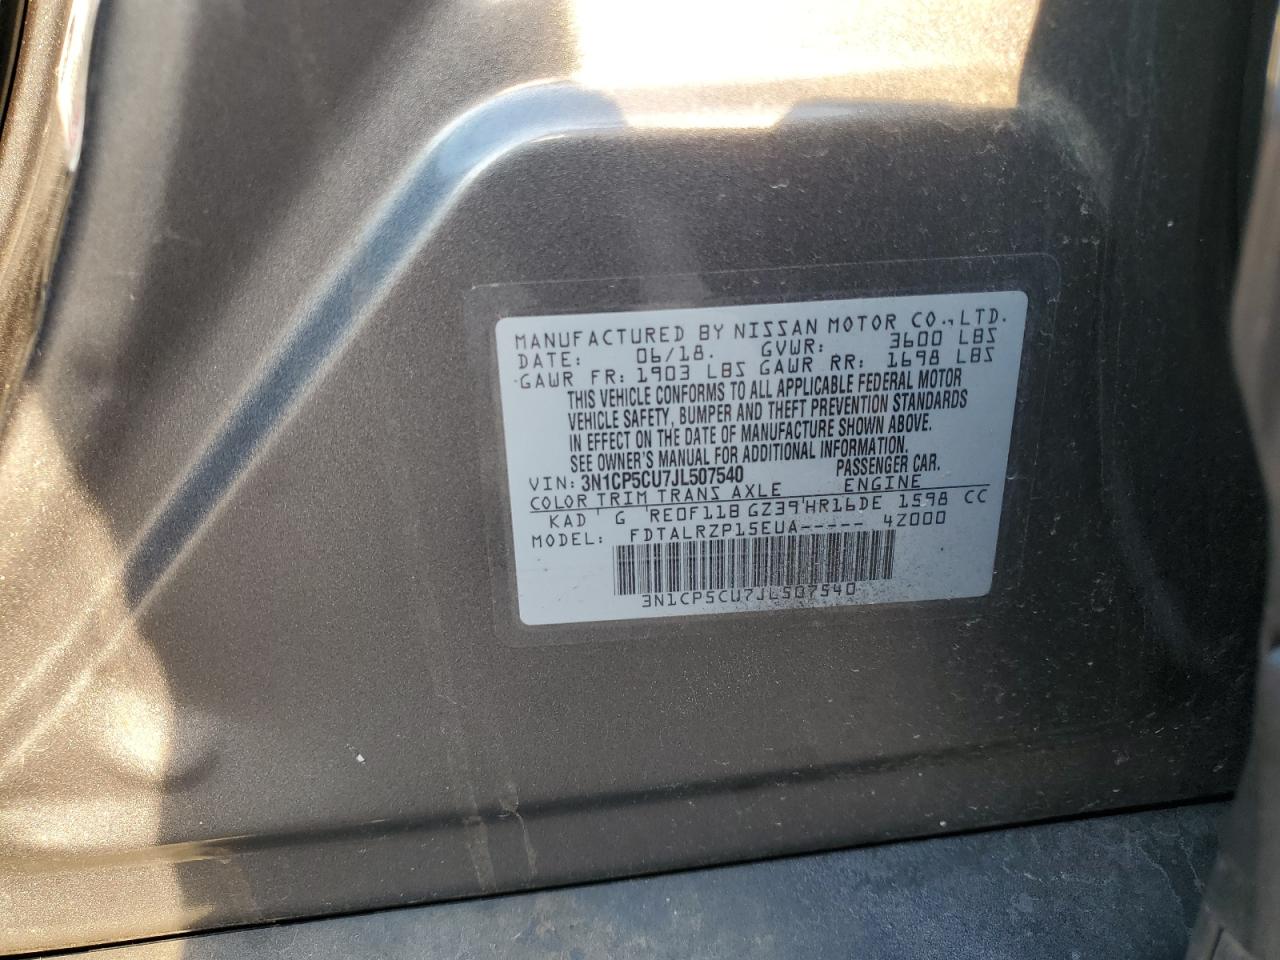 MANUFACTURED BY NISSAN MOTOR CO., LTD.
DATE: 06/18. GVWR: 3600 LBS
GAWR FR: 1903 LBS GAWR RR: 1698 LBS
THIS VEHICLE CONFORMS TO ALL APPLICABLE FEDERAL MOTOR
VEHICLE SAFETY, BUMPER AND THEFT PREVENTION STANDARDS
IN EFFECT ON THE DATE OF MANUFACTURE SHOWN ABOVE.
SEE OWNER'S MANUAL FOR ADDITIONAL INFORMATION.
VIN: 3N1CP5CU7JL507540 PASSENGER CAR.
COLOR TRIM TRANS AXLE ENGINE
KAD G RE0F11B GZ39 HR16DE 1598 CC
MODEL: FDTALRZP15EUA----- 4Z000
3N1CP5CU7JL507540